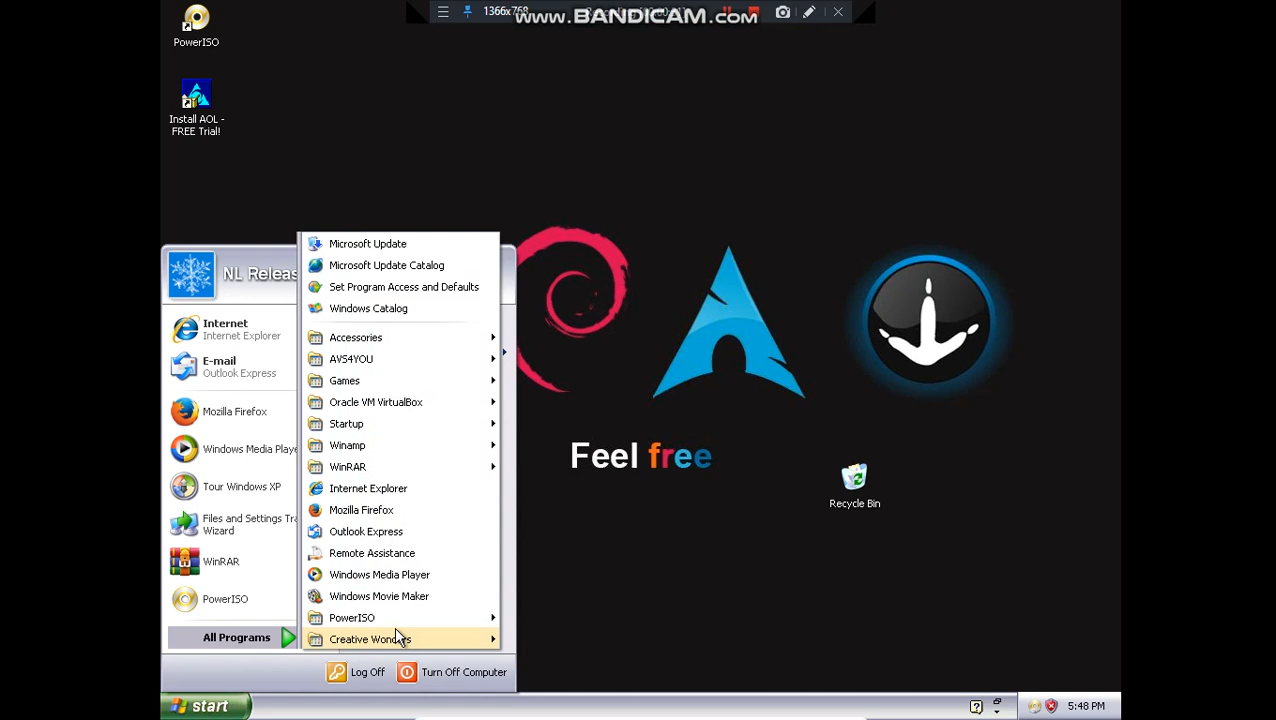 1366x768
www.BANDICAM.com
PowerISO
Install AOL -
FREE Trial!
NL Releas
Internet
Internet Explorer
E-mail
Outlook Express
Mozilla Firefox
Windows Media Playe
Tour Windows XP
Files and Settings Tra
Wizard
WinRAR
PowerISO
All Programs
Microsoft Update
Microsoft Update Catalog
Set Program Access and Defaults
Windows Catalog
Accessories
AVS4YOU
Games
Oracle VM VirtualBox
Startup
Winamp
WinRAR
Internet Explorer
Mozilla Firefox
Outlook Express
Remote Assistance
Windows Media Player
Windows Movie Maker
PowerISO
Creative Wonders
Log Off
Turn Off Computer
Feel free
Recycle Bin
start
5:48 PM